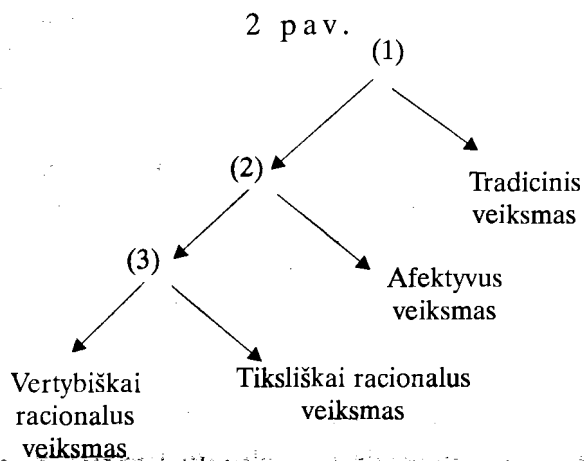 2 pav.
(1)
(2)
Tradicinis
veiksmas
(3)
Afektyvus
veiksmas
Vertybiškai
racionalus
veiksmas
Tiksliškai racionalus
veiksmas